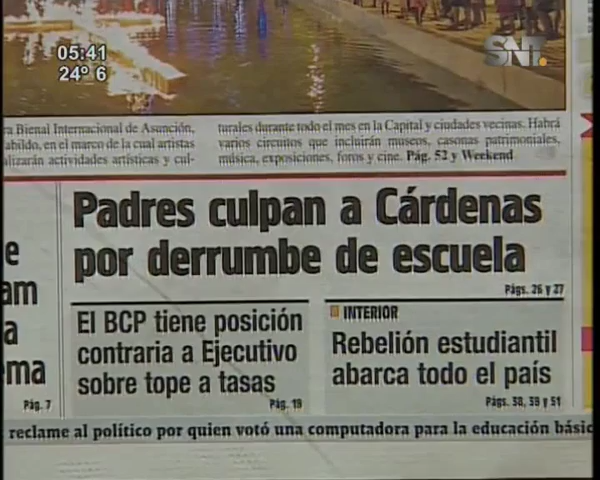 05:41
24º 6
SNT.
ra Bienal Internacional de Asunción,
abildo, en el marco de la cual artistas
lizarán actividades artísticas y cul-
turales durante todo el mes en la Capital y ciudades vecinas. Habrá
varios circuitos que incluirán museos, casonas patrimoniales,
música, exposiciones, foros y cine. Pág. 52 y Weekend
Padres culpan a Cárdenas
por derrumbe de escuela
Págs. 26 y 27
e
am
a
ma
Pág. 7
El BCP tiene posición
contraria a Ejecutivo
sobre tope a tasas
Pág. 19
INTERIOR
Rebelión estudiantil
abarca todo el país
Págs. 58, 59 y 51
reclame al político por quien votó una computadora para la educación básic